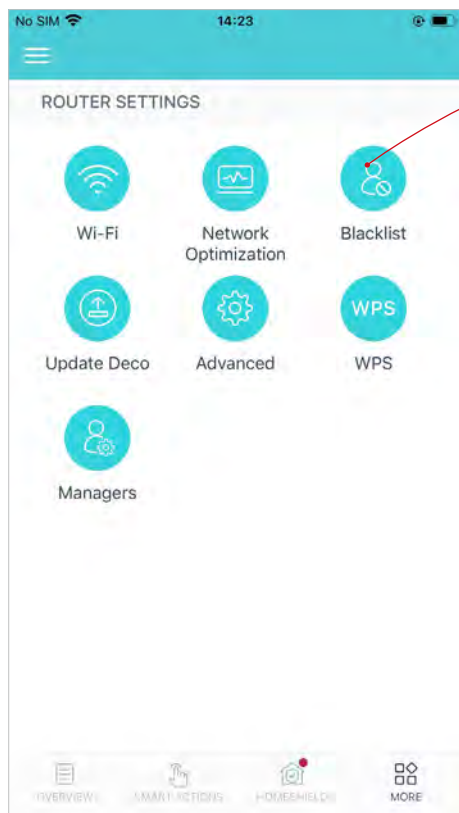 No SIM 14:23
ROUTER SETTINGS
Wi-Fi Network Optimization Blacklist
Update Deco Advanced WPS WPS
Managers
OVERVIEW SMART ACTIONS HOMESHIELD MORE